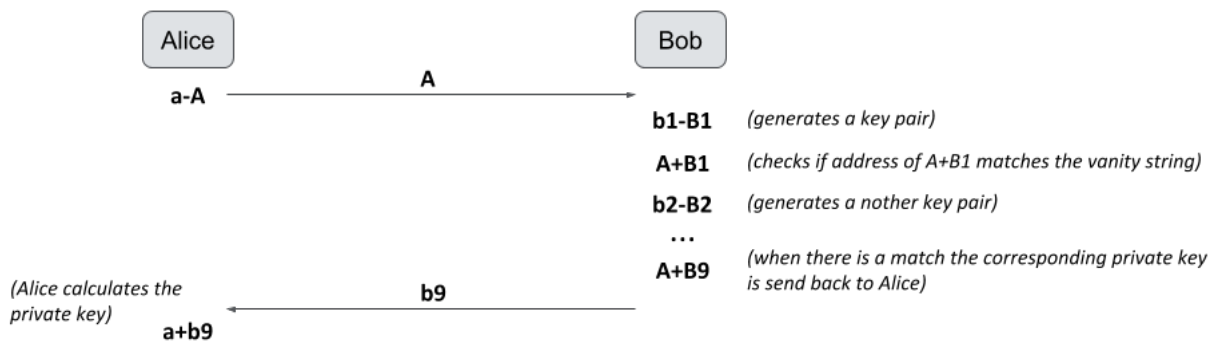 Alice
Bob
A
a-A
b1-B1 (generates a key pair)
A+B1 (checks if address of A+B1 matches the vanity string)
b2-B2 (generates a nother key pair)
...
A+B9 (when there is a match the corresponding private key
is send back to Alice)
(Alice calculates the
private key)
b9
a+b9